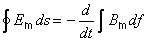 ∮ E_m ds = − d/dt ∫ B_m df